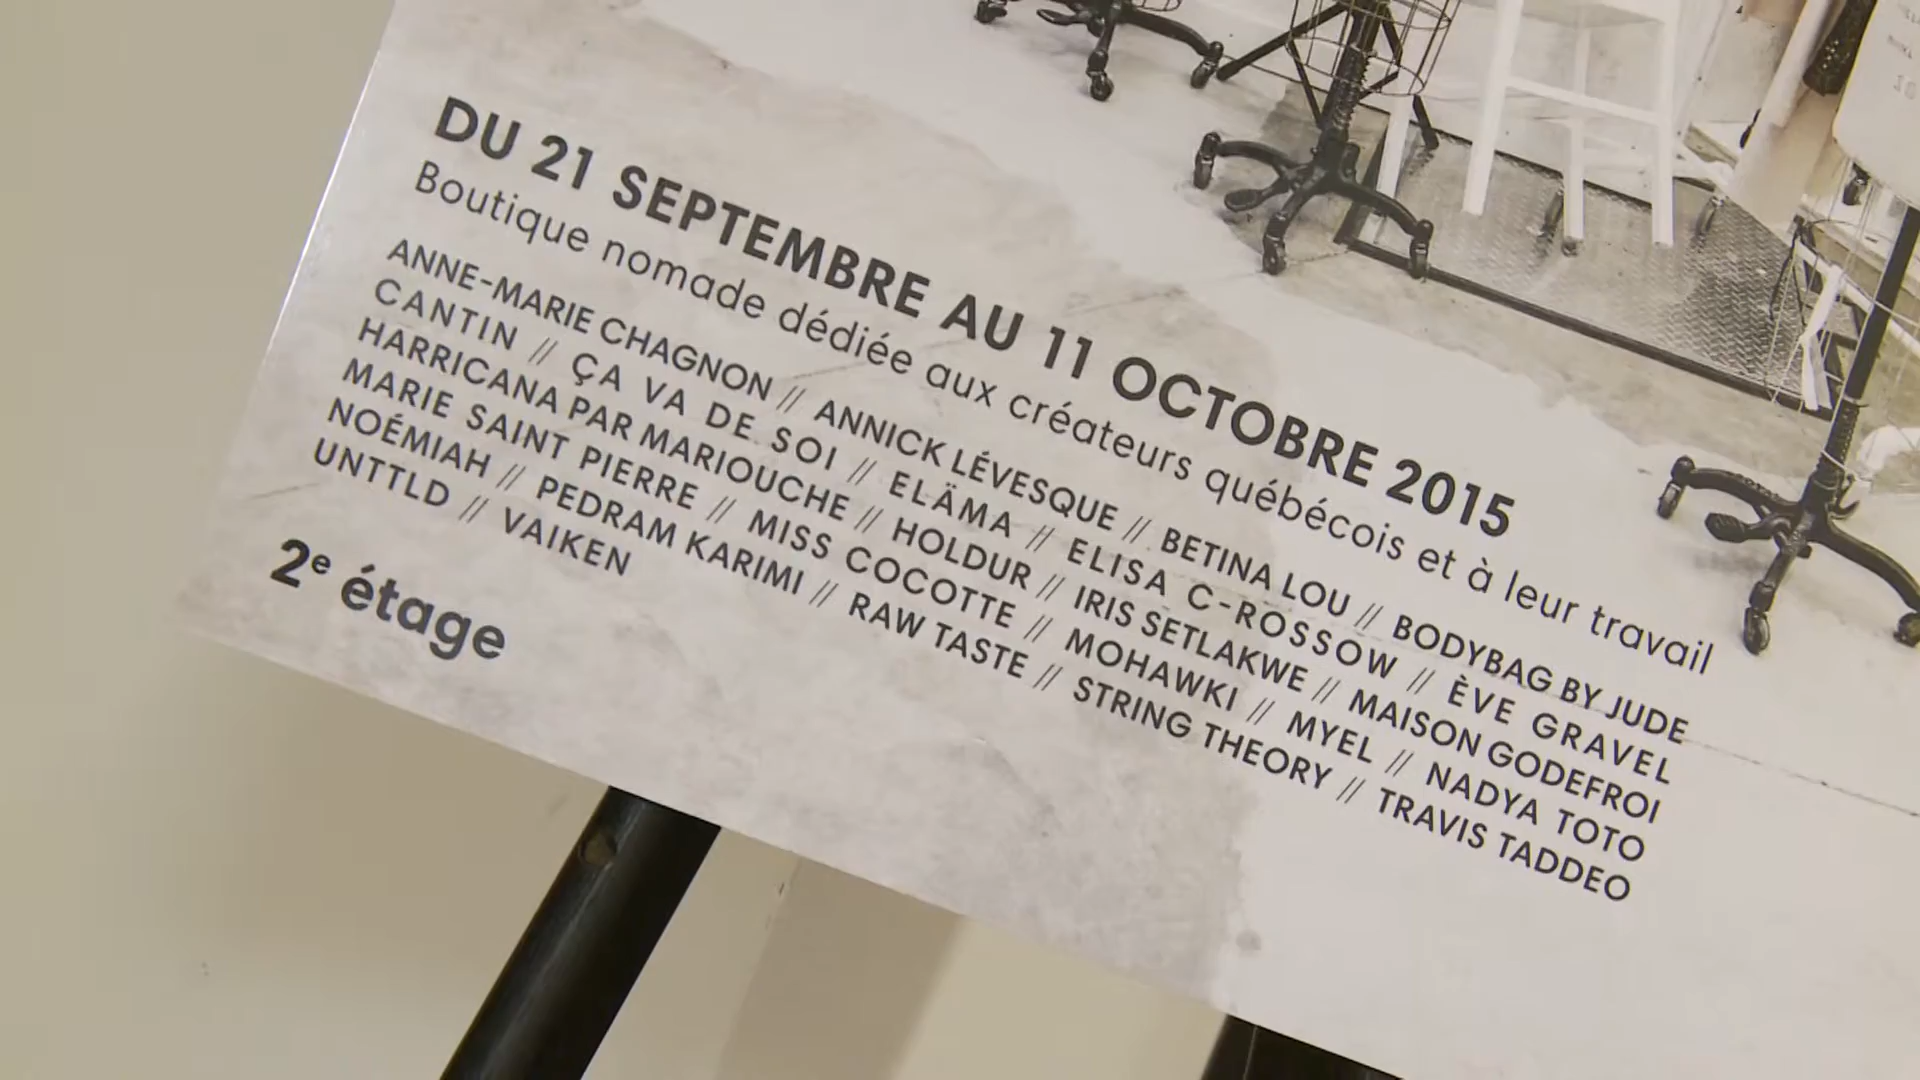 DU 21 SEPTEMBRE AU 11 OCTOBRE 2015
Boutique nomade dédiée aux créateurs québécois et à leur travail
ANNE-MARIE CHAGNON // ANNICK LÉVESQUE // BETINA LOU // BODYBAG BY JUDE
CANTIN // ÇA VA DE SOI // ELÄMA // ELISA C-ROSSOW // ÈVE GRAVEL
HARRICANA PAR MARIOUCHE // HOLDUR // IRIS SETLAKWE // MAISON GODEFROI
MARIE SAINT PIERRE // MISS COCOTTE // MOHAWKI // MYEL // NADYA TOTO
NOÉMIAH // PEDRAM KARIMI // RAW TASTE // STRING THEORY // TRAVIS TADDEO
UNTTLD // VAIKEN
2e étage